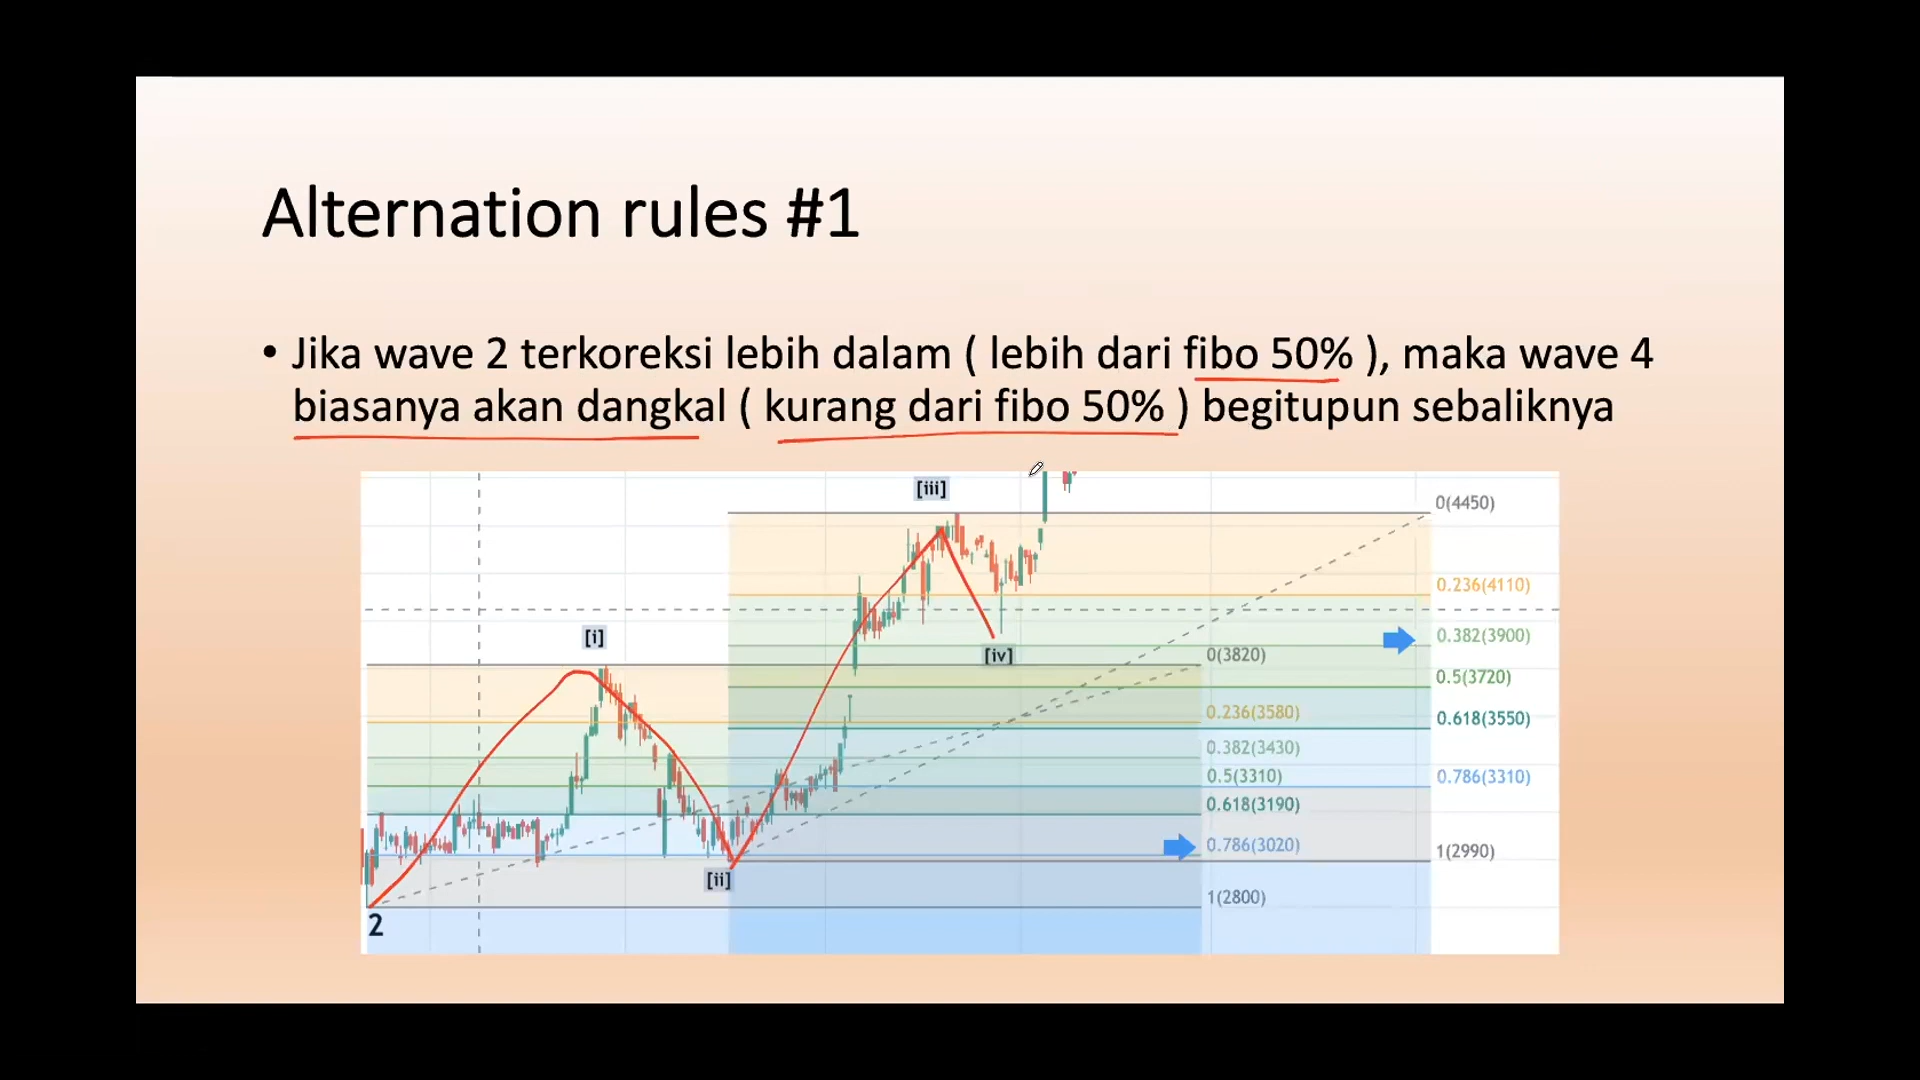 Alternation rules #1
• Jika wave 2 terkoreksi lebih dalam ( lebih dari fibo 50% ), maka wave 4
biasanya akan dangkal ( kurang dari fibo 50% ) begitupun sebaliknya
[iii]
0(4450)
0.236(4110)
[i]
0.382(3900)
[iv]
0(3820)
0.5(3720)
0.236(3580)
0.618(3550)
0.382(3430)
0.5(3310)
0.786(3310)
0.618(3190)
0.786(3020)
1(2990)
[ii]
1(2800)
2